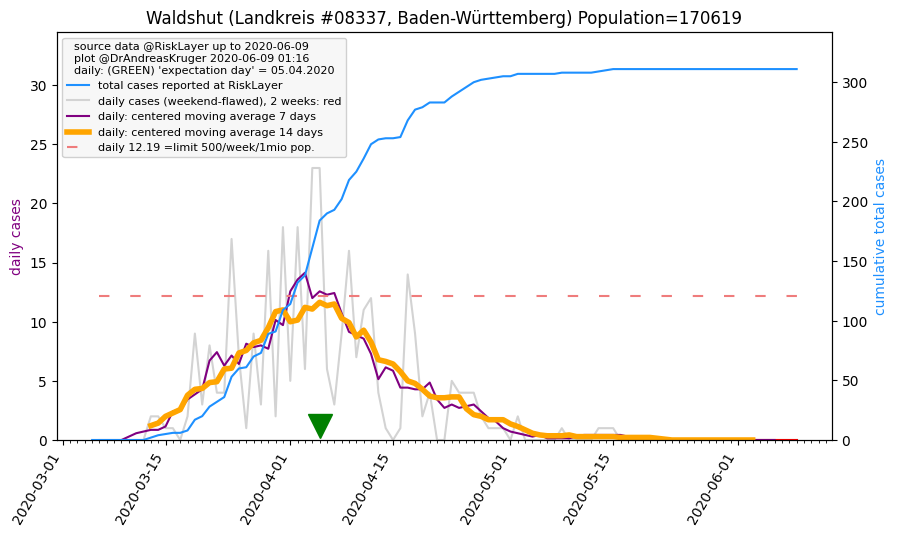 Waldshut (Landkreis #08337, Baden-Württemberg) Population=170619
source data @RiskLayer up to 2020-06-09
plot @DrAndreasKruger 2020-06-09 01:16
daily: (GREEN) 'expectation day' = 05.04.2020
total cases reported at RiskLayer
daily cases (weekend-flawed), 2 weeks: red
daily: centered moving average 7 days
daily: centered moving average 14 days
daily 12.19 =limit 500/week/1mio pop.
daily cases
30
25
20
15
10
5
0
300
250
200
150
100
50
0
cumulative total cases
2020-03-01
2020-03-15
2020-04-01
2020-04-15
2020-05-01
2020-05-15
2020-06-01